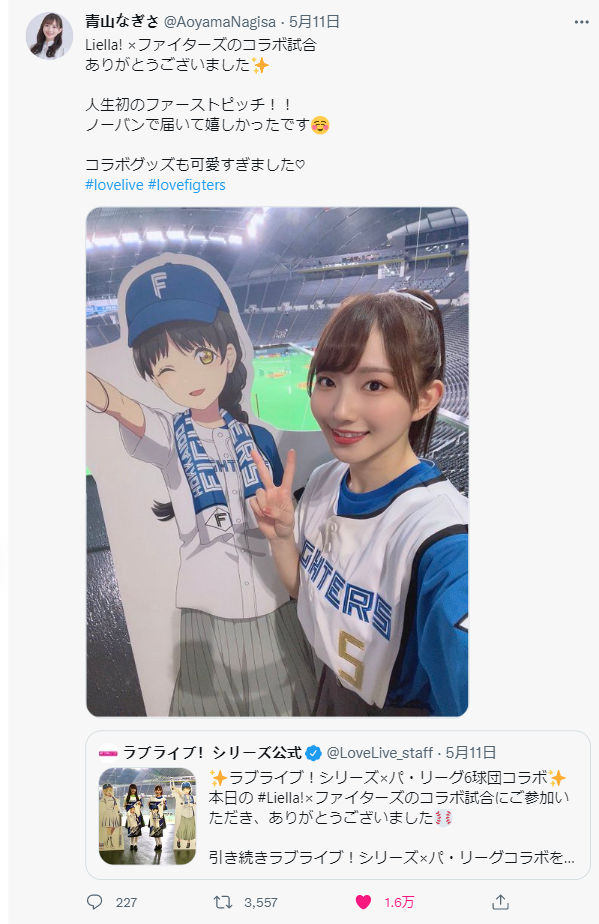 青山なぎさ @AoyamaNagisa · 5月11日
Liella! ×ファイターズのコラボ試合
ありがとうございました✨
人生初のファーストピッチ！！
ノーバンで届いて嬉しかったです☺️
コラボグッズも可愛すぎました♡
#lovelive #lovefigters
F
FIGHTERS
F
GHTERS
5
ラブライブ！シリーズ公式 @LoveLive_staff · 5月11日
✨ラブライブ！シリーズ×パ・リーグ6球団コラボ✨
本日の #Liella!×ファイターズのコラボ試合にご参加い
ただき、ありがとうございました⚾
引き続きラブライブ！シリーズ×パ・リーグコラボを...
227 3,557 1.6万